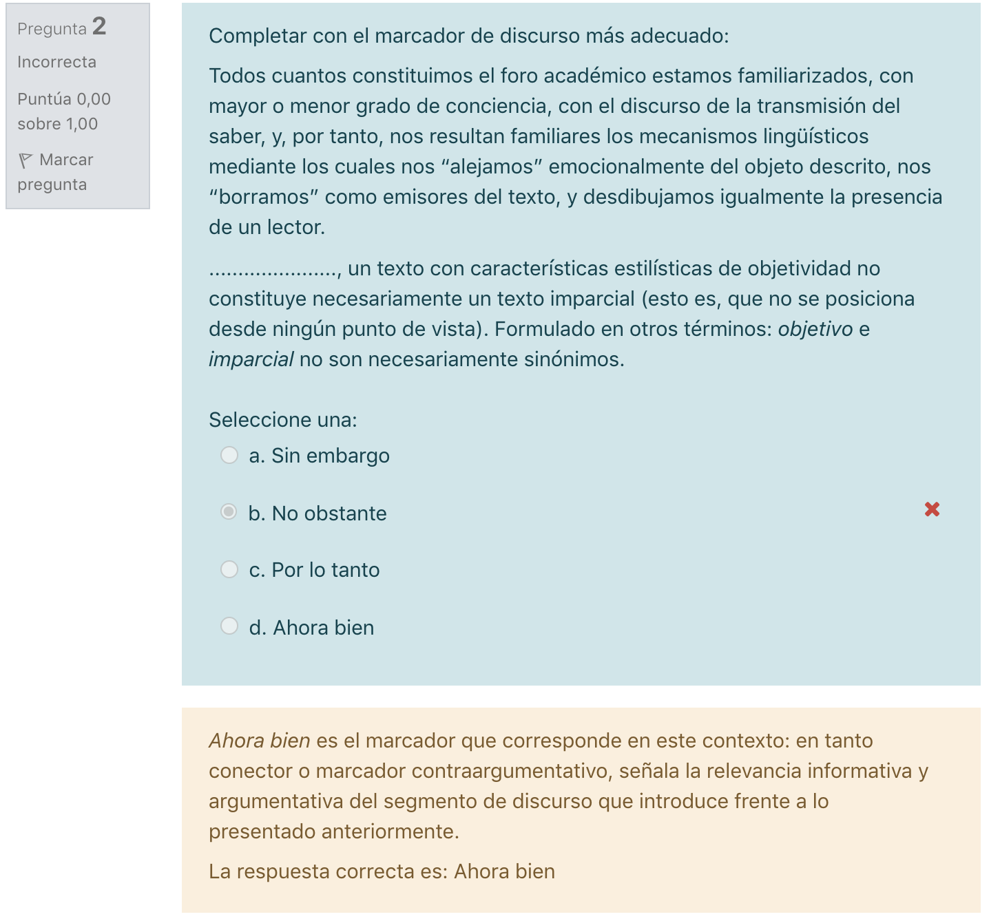 Pregunta 2
Incorrecta
Puntúa 0,00
sobre 1,00
Marcar
pregunta
Completar con el marcador de discurso más adecuado:
Todos cuantos constituimos el foro académico estamos familiarizados, con
mayor o menor grado de conciencia, con el discurso de la transmisión del
saber, y, por tanto, nos resultan familiares los mecanismos lingüísticos
mediante los cuales nos “alejamos” emocionalmente del objeto descrito, nos
“borramos” como emisores del texto, y desdibujamos igualmente la presencia
de un lector.
......................, un texto con características estilísticas de objetividad no
constituye necesariamente un texto imparcial (esto es, que no se posiciona
desde ningún punto de vista). Formulado en otros términos: objetivo e
imparcial no son necesariamente sinónimos.
Seleccione una:
a. Sin embargo
b. No obstante
c. Por lo tanto
d. Ahora bien
Ahora bien es el marcador que corresponde en este contexto: en tanto
conector o marcador contraargumentativo, señala la relevancia informativa y
argumentativa del segmento de discurso que introduce frente a lo
presentado anteriormente.
La respuesta correcta es: Ahora bien